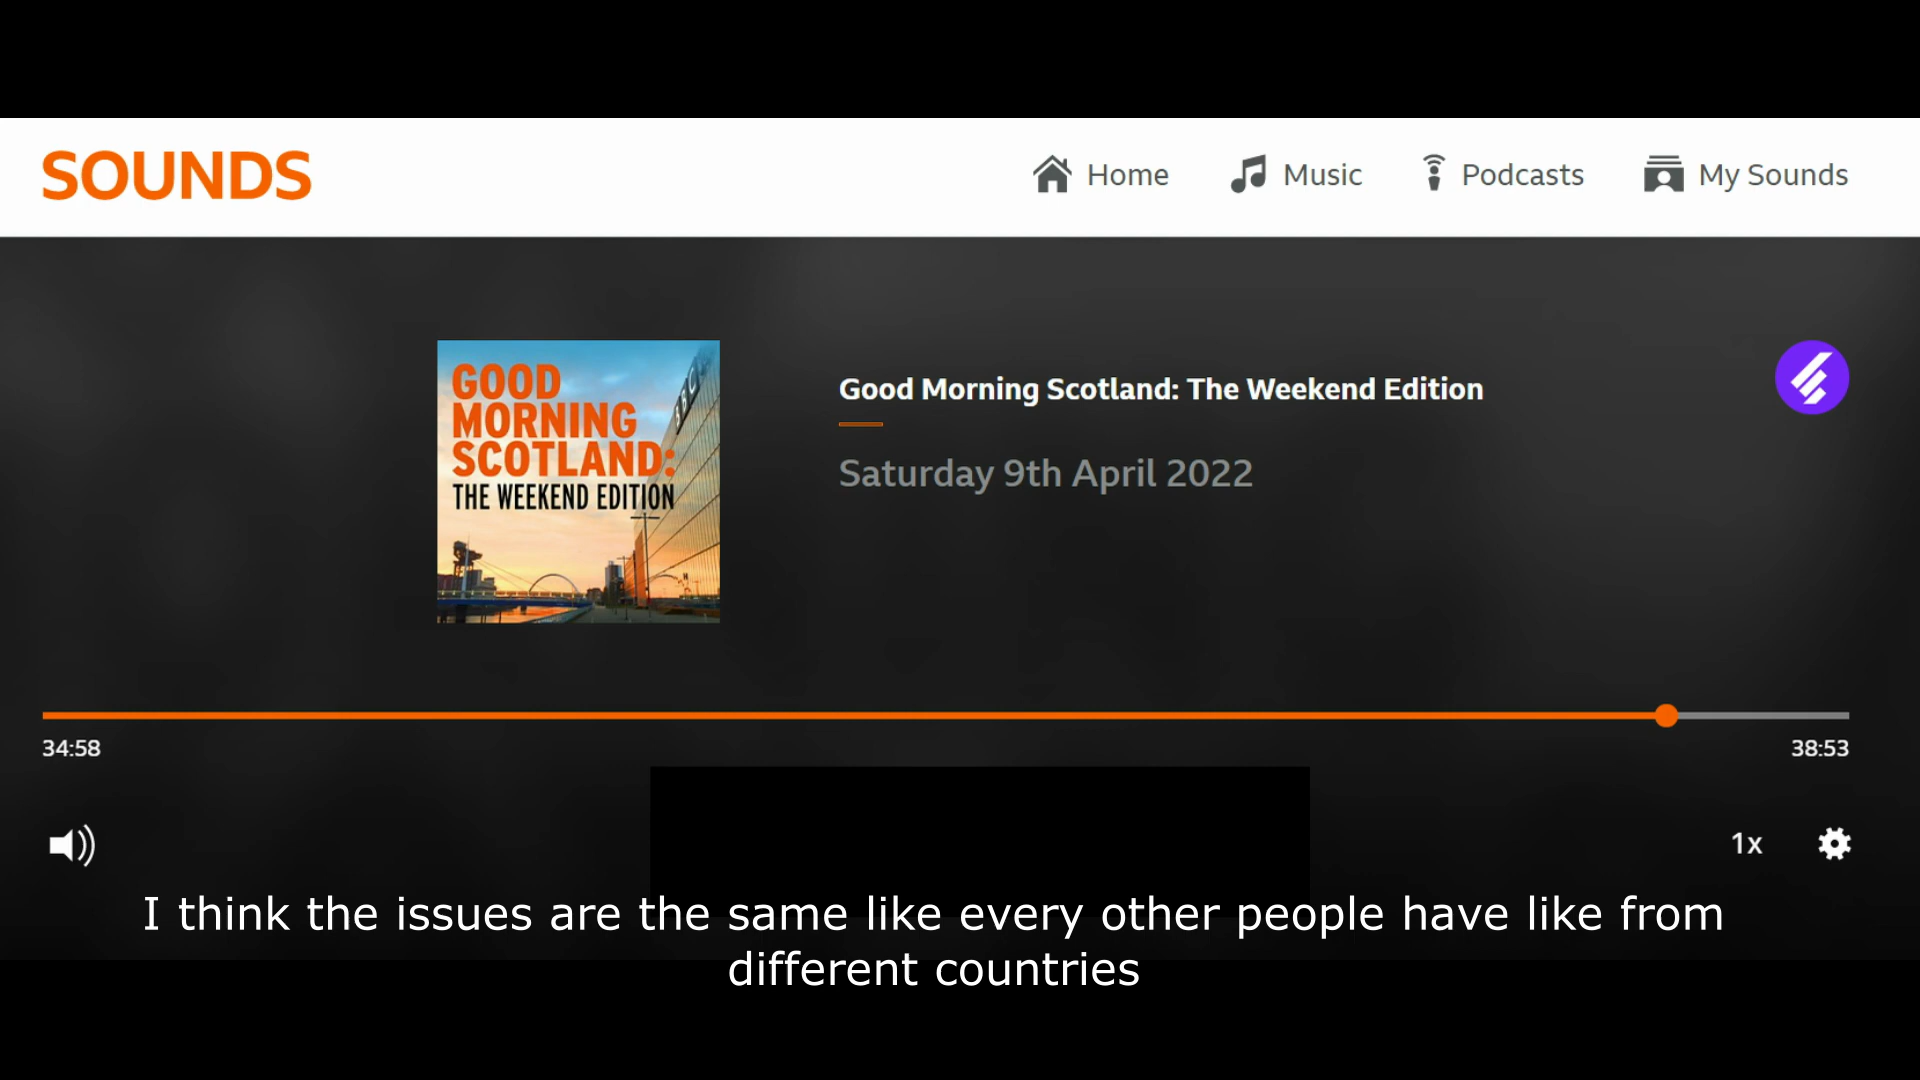 SOUNDS
Home
Music
Podcasts
My Sounds
GOOD
MORNING
SCOTLAND:
THE WEEKEND EDITION
BBC
Good Morning Scotland: The Weekend Edition
Saturday 9th April 2022
34:58
38:53
1x
I think the issues are the same like every other people have like from
different countries